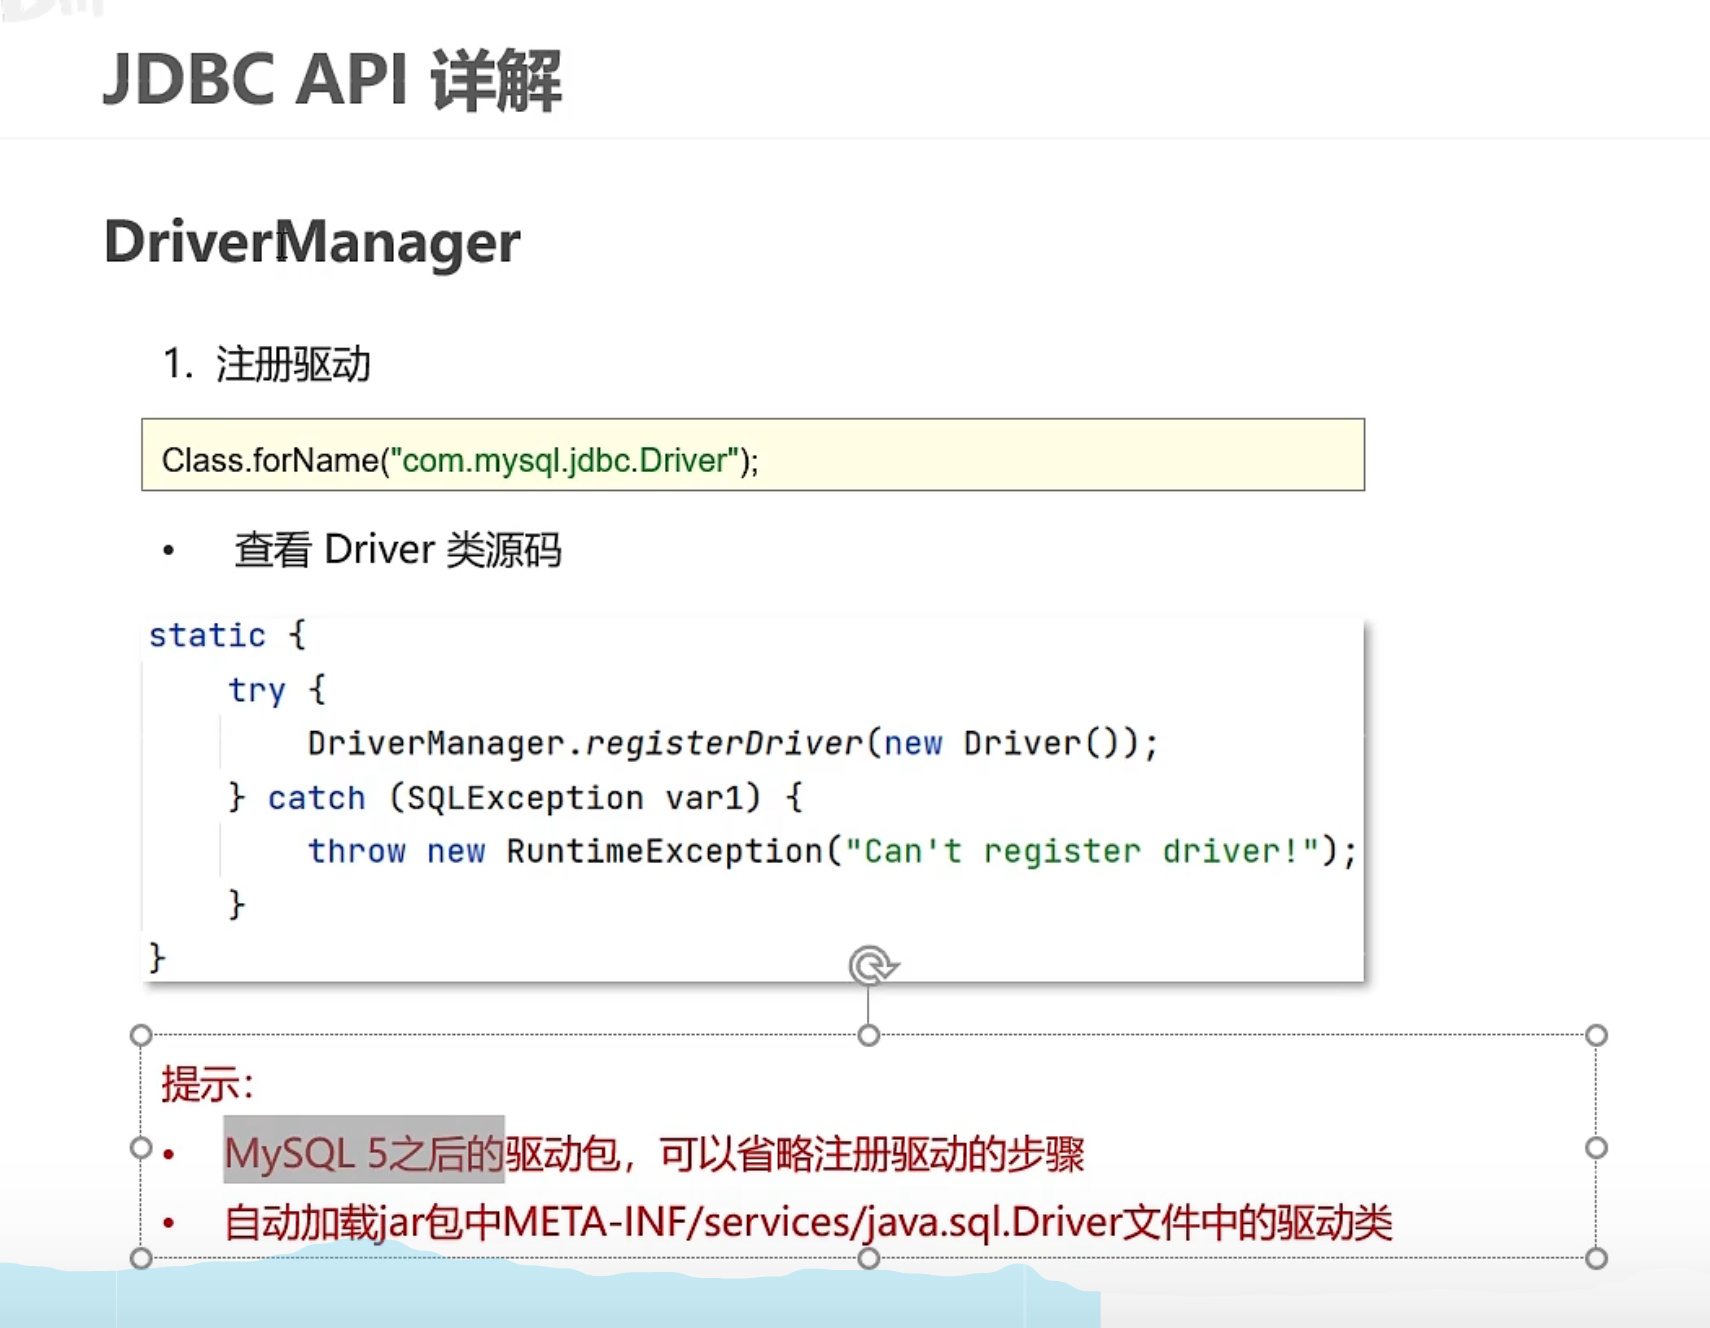 JDBC API 详解
DriverManager
1. 注册驱动
Class.forName("com.mysql.jdbc.Driver");
• 查看 Driver 类源码
static {
    try {
        DriverManager.registerDriver(new Driver());
    } catch (SQLException var1) {
        throw new RuntimeException("Can't register driver!");
    }
}
提示：
• MySQL 5之后的驱动包，可以省略注册驱动的步骤
• 自动加载jar包中META-INF/services/java.sql.Driver文件中的驱动类